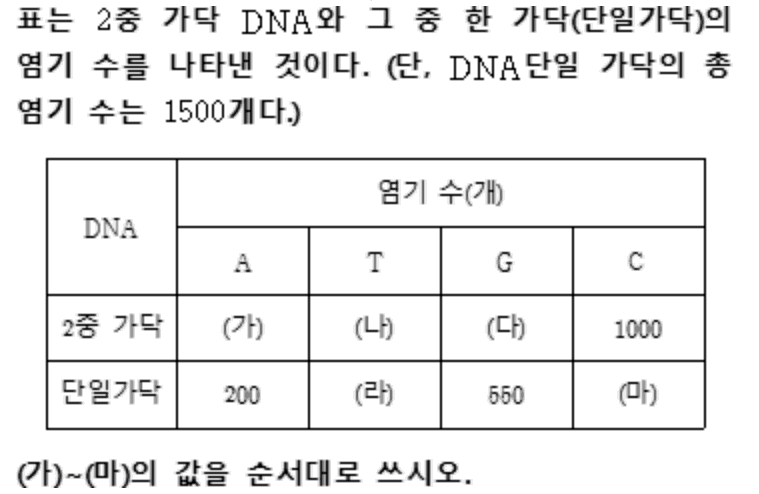 표는 2중 가닥 DNA와 그 중 한 가닥(단일가닥)의
염기 수를 나타낸 것이다. (단, DNA단일 가닥의 총
염기 수는 1500개다.)
DNA 염기 수(개)
A T G C
2중 가닥 (가) (나) (다) 1000
단일가닥 200 (라) 550 (마)
(가)~(마)의 값을 순서대로 쓰시오.